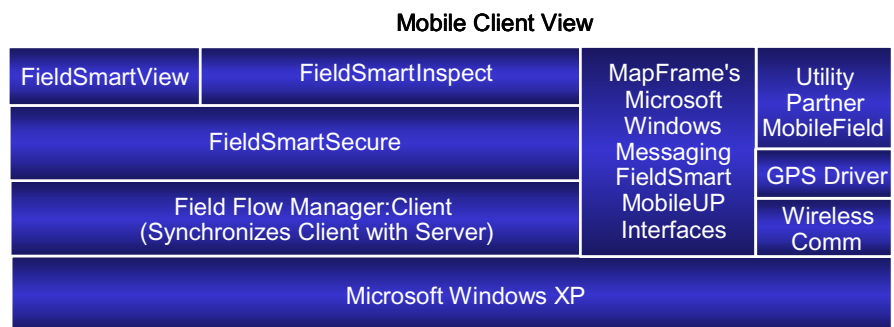 Mobile Client View
FieldSmartView
FieldSmartInspect
FieldSmartSecure
Field Flow Manager:Client
(Synchronizes Client with Server)
MapFrame's
Microsoft
Windows
Messaging
FieldSmart
MobileUP
Interfaces
Utility
Partner
MobileField
GPS Driver
Wireless
Comm
Microsoft Windows XP